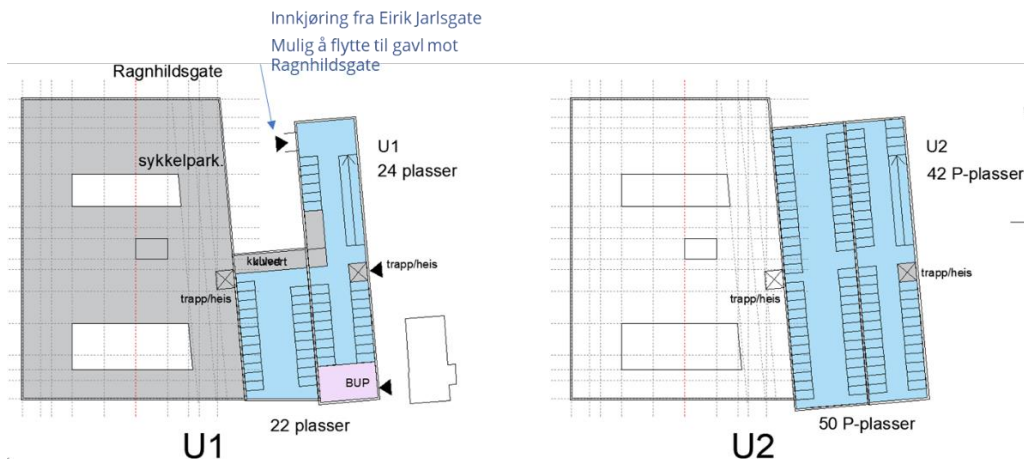 Innkjøring fra Eirik Jarlsgate
Mulig å flytte til gavl mot
Ragnhildsgate
Ragnhildsgate
sykkelpark.
U1
24 plasser
kulvert
trapp/heis
trapp/heis
BUP
22 plasser
U1
U2
42 P-plasser
trapp/heis
trapp/heis
50 P-plasser
U2